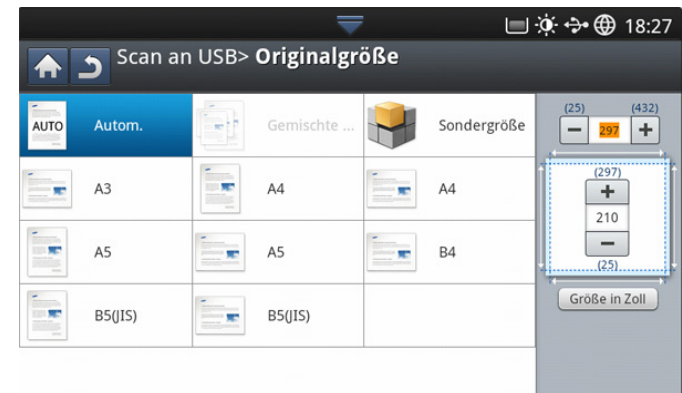 18:27
Scan an USB> Originalgröße
AUTO
Autom.
Gemischte ...
Sondergröße
(25)
(432)
297
A3
A4
A4
(297)
210
(25)
A5
A5
B4
Größe in Zoll
B5(JIS)
B5(JIS)